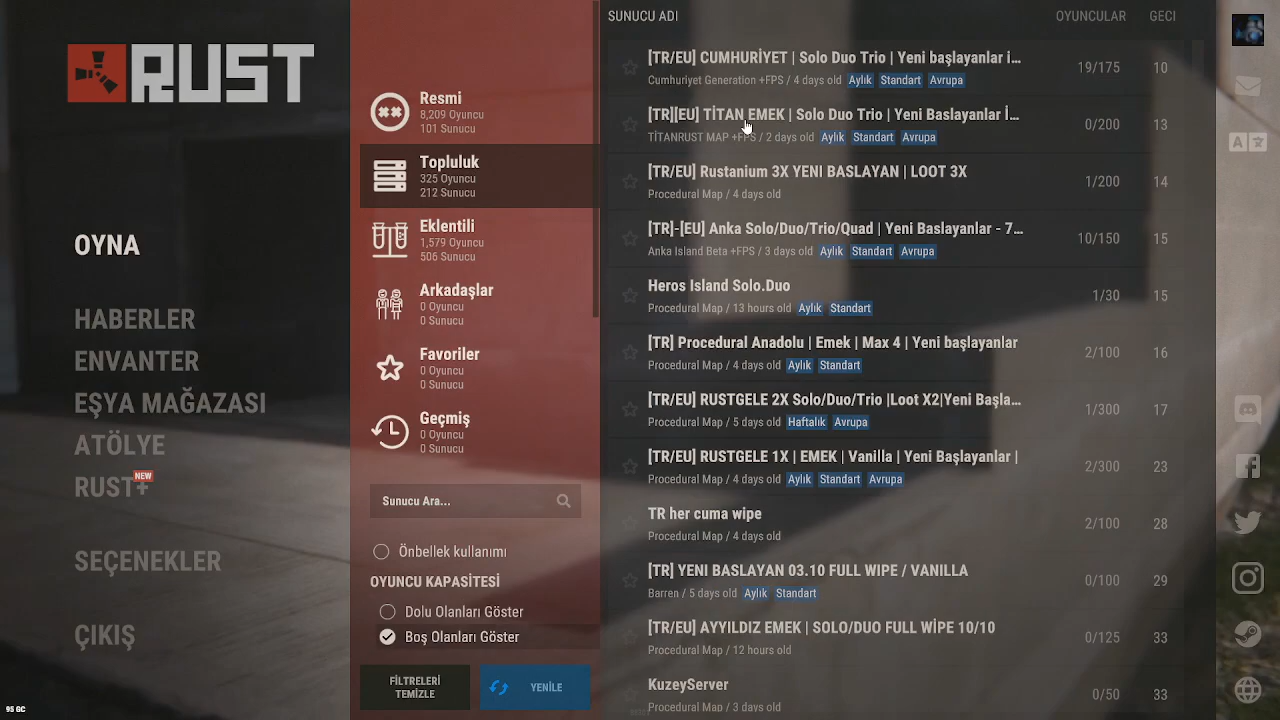 RUST
OYNA
HABERLER
ENVANTER
EŞYA MAĞAZASI
ATÖLYE
RUST+ NEW
SEÇENEKLER
ÇIKIŞ
95 GC
Resmi
8,209 Oyuncu
101 Sunucu
Topluluk
325 Oyuncu
212 Sunucu
Eklentili
1,579 Oyuncu
506 Sunucu
Arkadaşlar
0 Oyuncu
0 Sunucu
Favoriler
0 Oyuncu
0 Sunucu
Geçmiş
0 Oyuncu
0 Sunucu
Sunucu Ara...
Önbellek kullanımı
OYUNCU KAPASİTESİ
Dolu Olanları Göster
Boş Olanları Göster
FİLTRELERİ
TEMİZLE
YENİLE
SUNUCU ADI OYUNCULAR GECI
[TR/EU] CUMHURİYET | Solo Duo Trio | Yeni başlayanlar i... 19/175 10
Cumhuriyet Generation +FPS / 4 days old Aylık Standart Avrupa
[TR][EU] TİTAN EMEK | Solo Duo Trio | Yeni Baslayanlar İ... 0/200 13
TİTANRUST MAP +FPS / 2 days old Aylık Standart Avrupa
[TR/EU] Rustanium 3X YENI BASLAYAN | LOOT 3X 1/200 14
Procedural Map / 4 days old
[TR]-[EU] Anka Solo/Duo/Trio/Quad | Yeni Baslayanlar - 7... 10/150 15
Anka Island Beta +FPS / 3 days old Aylık Standart Avrupa
Heros Island Solo.Duo 1/30 15
Procedural Map / 13 hours old Aylık Standart
[TR] Procedural Anadolu | Emek | Max 4 | Yeni başlayanlar 2/100 16
Procedural Map / 4 days old Aylık Standart
[TR/EU] RUSTGELE 2X Solo/Duo/Trio |Loot X2|Yeni Başla... 1/300 17
Procedural Map / 5 days old Haftalık Avrupa
[TR/EU] RUSTGELE 1X | EMEK | Vanilla | Yeni Başlayanlar | 2/300 23
Procedural Map / 4 days old Aylık Standart Avrupa
TR her cuma wipe 2/100 28
Procedural Map / 4 days old
[TR] YENI BASLAYAN 03.10 FULL WIPE / VANILLA 0/100 29
Barren / 5 days old Aylık Standart
[TR/EU] AYYILDIZ EMEK | SOLO/DUO FULL WİPE 10/10 0/125 33
Procedural Map / 12 hours old
KuzeyServer 0/50 33
Procedural Map / 3 days old